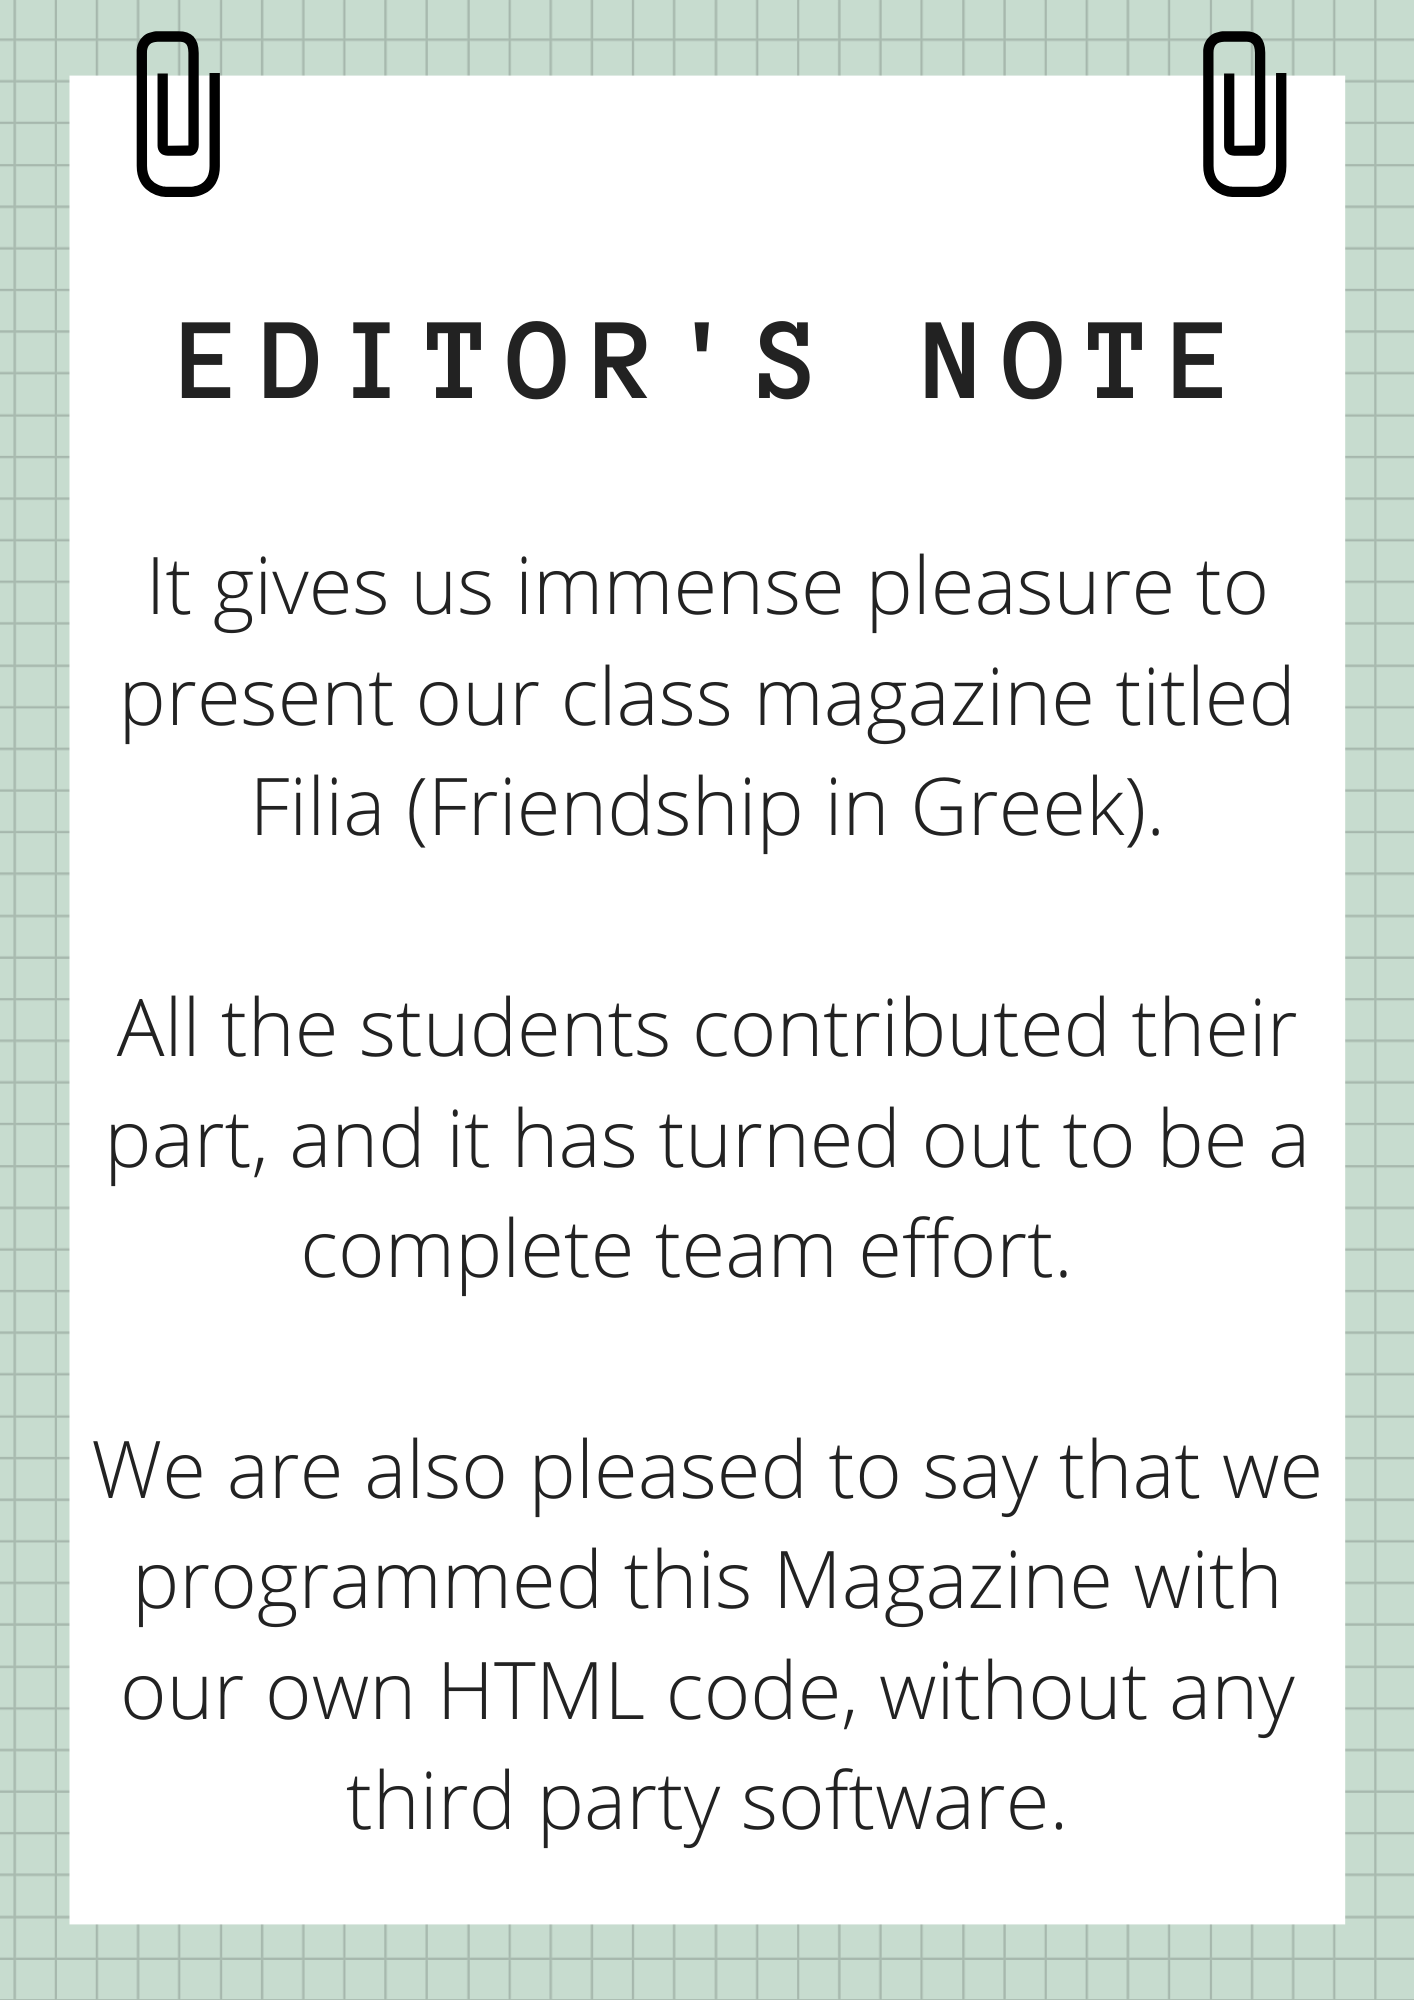 EDITOR'S NOTE
It gives us immense pleasure to
present our class magazine titled
Filia (Friendship in Greek).
All the students contributed their
part, and it has turned out to be a
complete team effort.
We are also pleased to say that we
programmed this Magazine with
our own HTML code, without any
third party software.